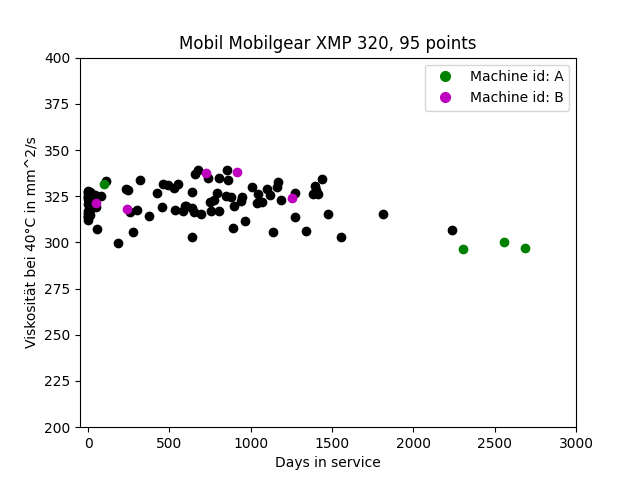 Mobil Mobilgear XMP 320, 95 points
Machine id: A
Machine id: B
Viskosität bei 40°C in mm^2/s
400
375
350
325
300
275
250
225
200
0 500 1000 1500 2000 2500 3000
Days in service